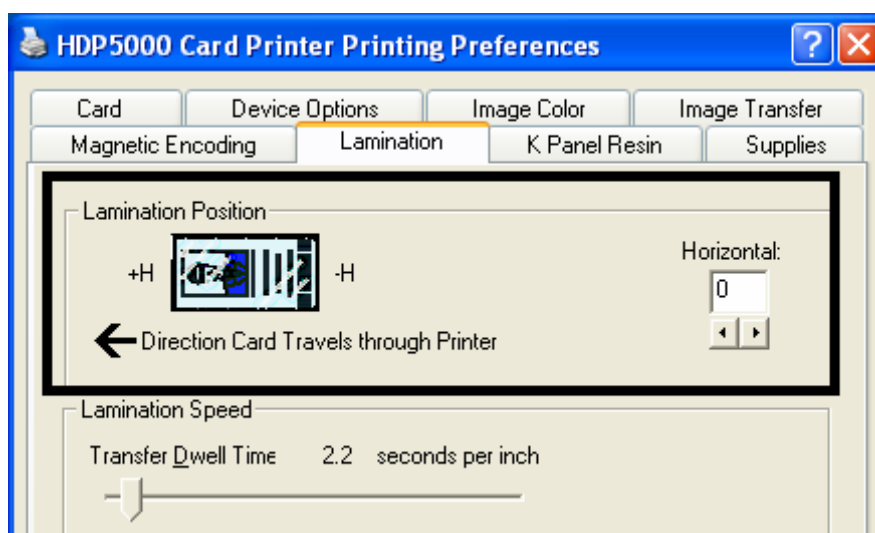 HDP5000 Card Printer Printing Preferences
Card Device Options Image Color Image Transfer
Magnetic Encoding Lamination K Panel Resin Supplies
Lamination Position
+H -H
Horizontal:
0
Direction Card Travels through Printer
Lamination Speed
Transfer Dwell Time 2.2 seconds per inch